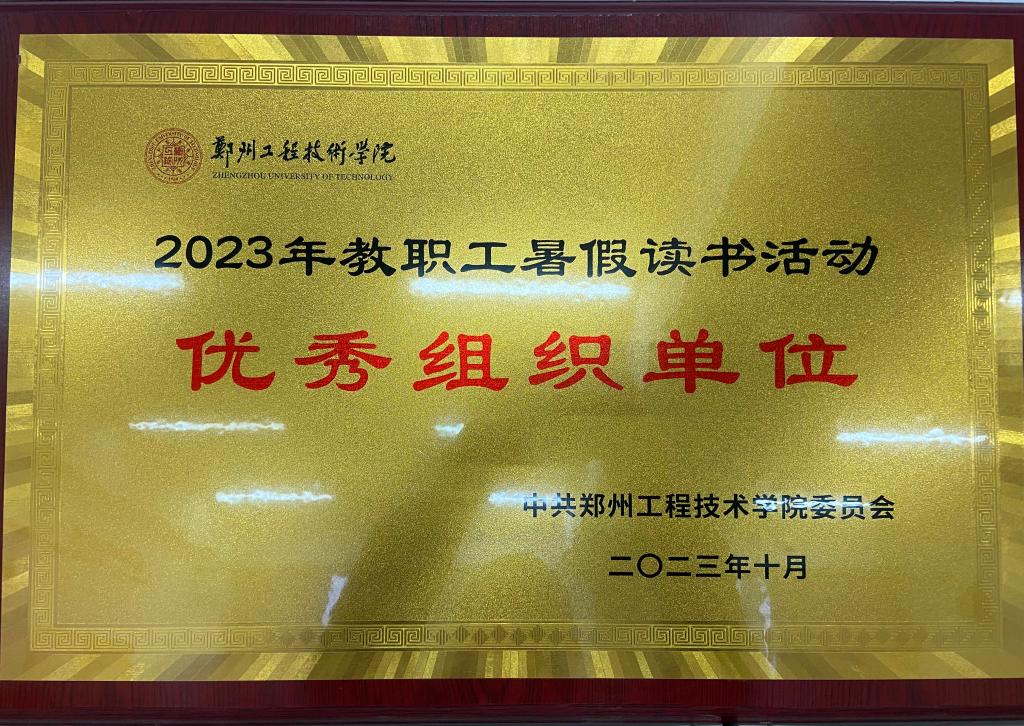 鄭州工程技術学院
ZHENGZHOU UNIVERSITY OF TECHNOLOGY
2023年教职工暑假读书活动
优秀组织单位
中共郑州工程技术学院委员会
二〇二三年十月